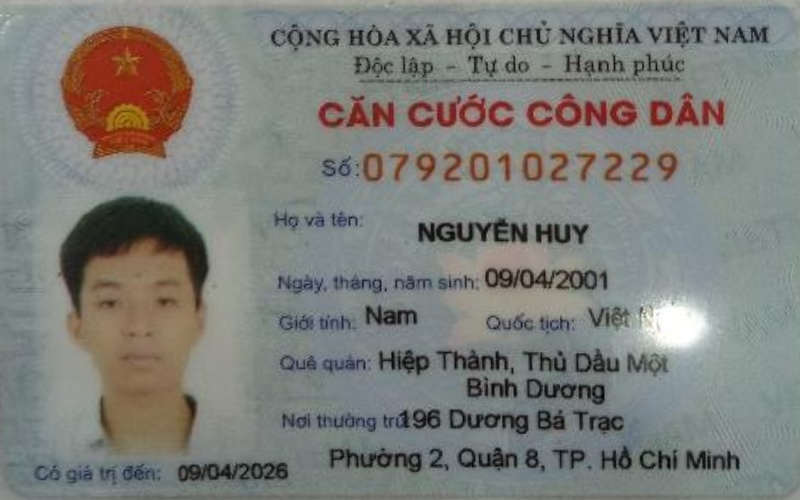 CỘNG HÒA XÃ HỘI CHỦ NGHĨA VIỆT NAM
Độc lập - Tự do - Hạnh phúc
CĂN CƯỚC CÔNG DÂN
Số: 079201027229
Họ và tên: NGUYỄN HUY
Ngày, tháng, năm sinh: 09/04/2001
Giới tính: Nam Quốc tịch: Việt
Quê quán: Hiệp Thành, Thủ Dầu Một
Bình Dương
Nơi thường trú 196 Dương Bá Trạc
Phường 2, Quận 8, TP. Hồ Chí Minh
Có giá trị đến: 09/04/2026